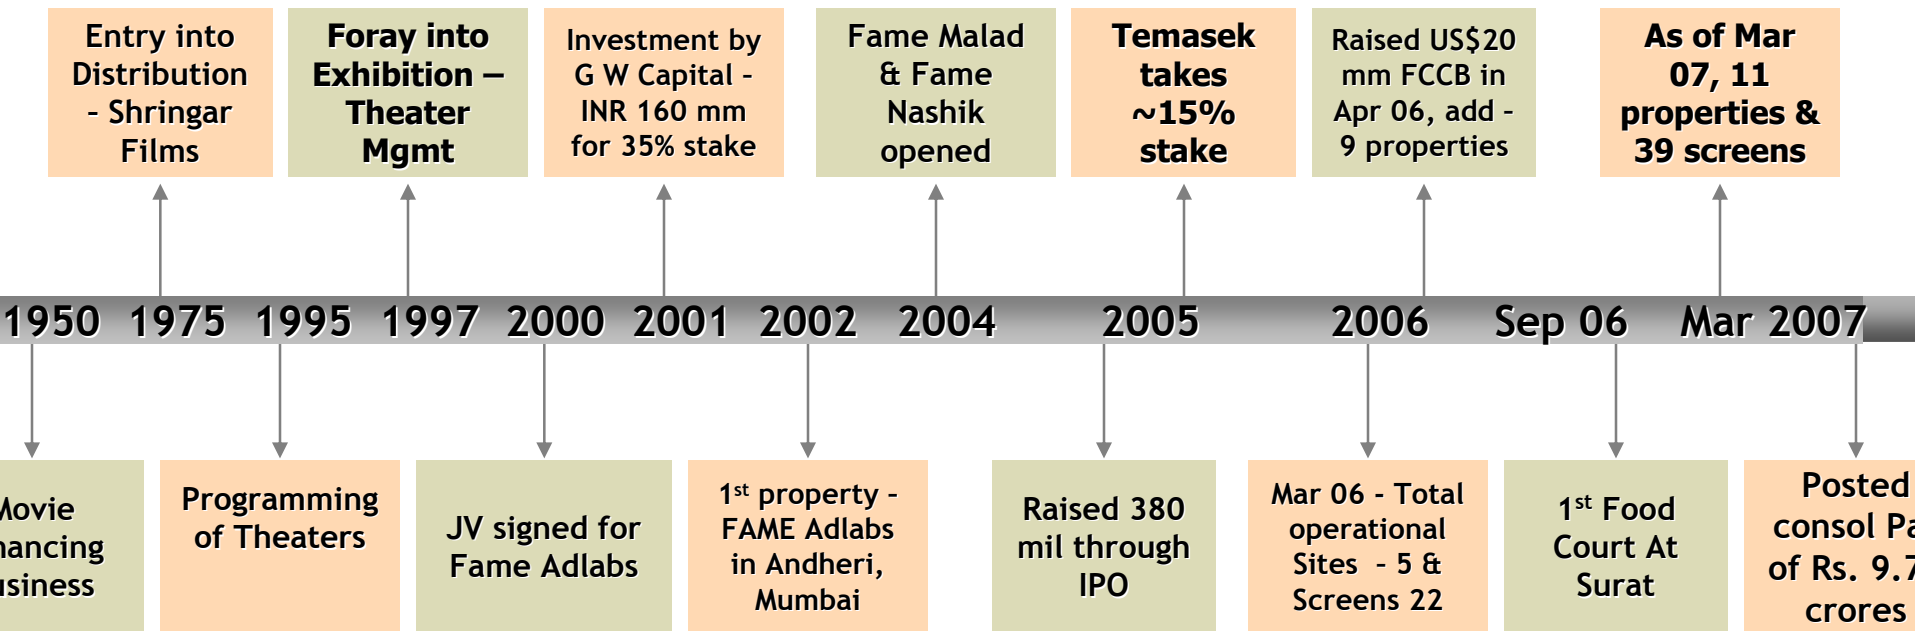 Entry into
Distribution
– Shringar
Films
Foray into
Exhibition –
Theater
Mgmt
Investment by
G W Capital –
INR 160 mm
for 35% stake
Fame Malad
& Fame
Nashik
opened
Temasek
takes
~15%
stake
Raised US$20
mm FCCB in
Apr 06, add –
9 properties
As of Mar
07, 11
properties &
39 screens
1950 1975 1995 1997 2000 2001 2002 2004 2005 2006 Sep 06 Mar 2007
Movie
Programming
of Theaters
JV signed for
Fame Adlabs
1st property –
FAME Adlabs
in Andheri,
Mumbai
Raised 380
mil through
IPO
Mar 06 - Total
operational
Sites – 5 &
Screens 22
1st Food
Court At
Surat
Posted
consol
of Rs.
crores